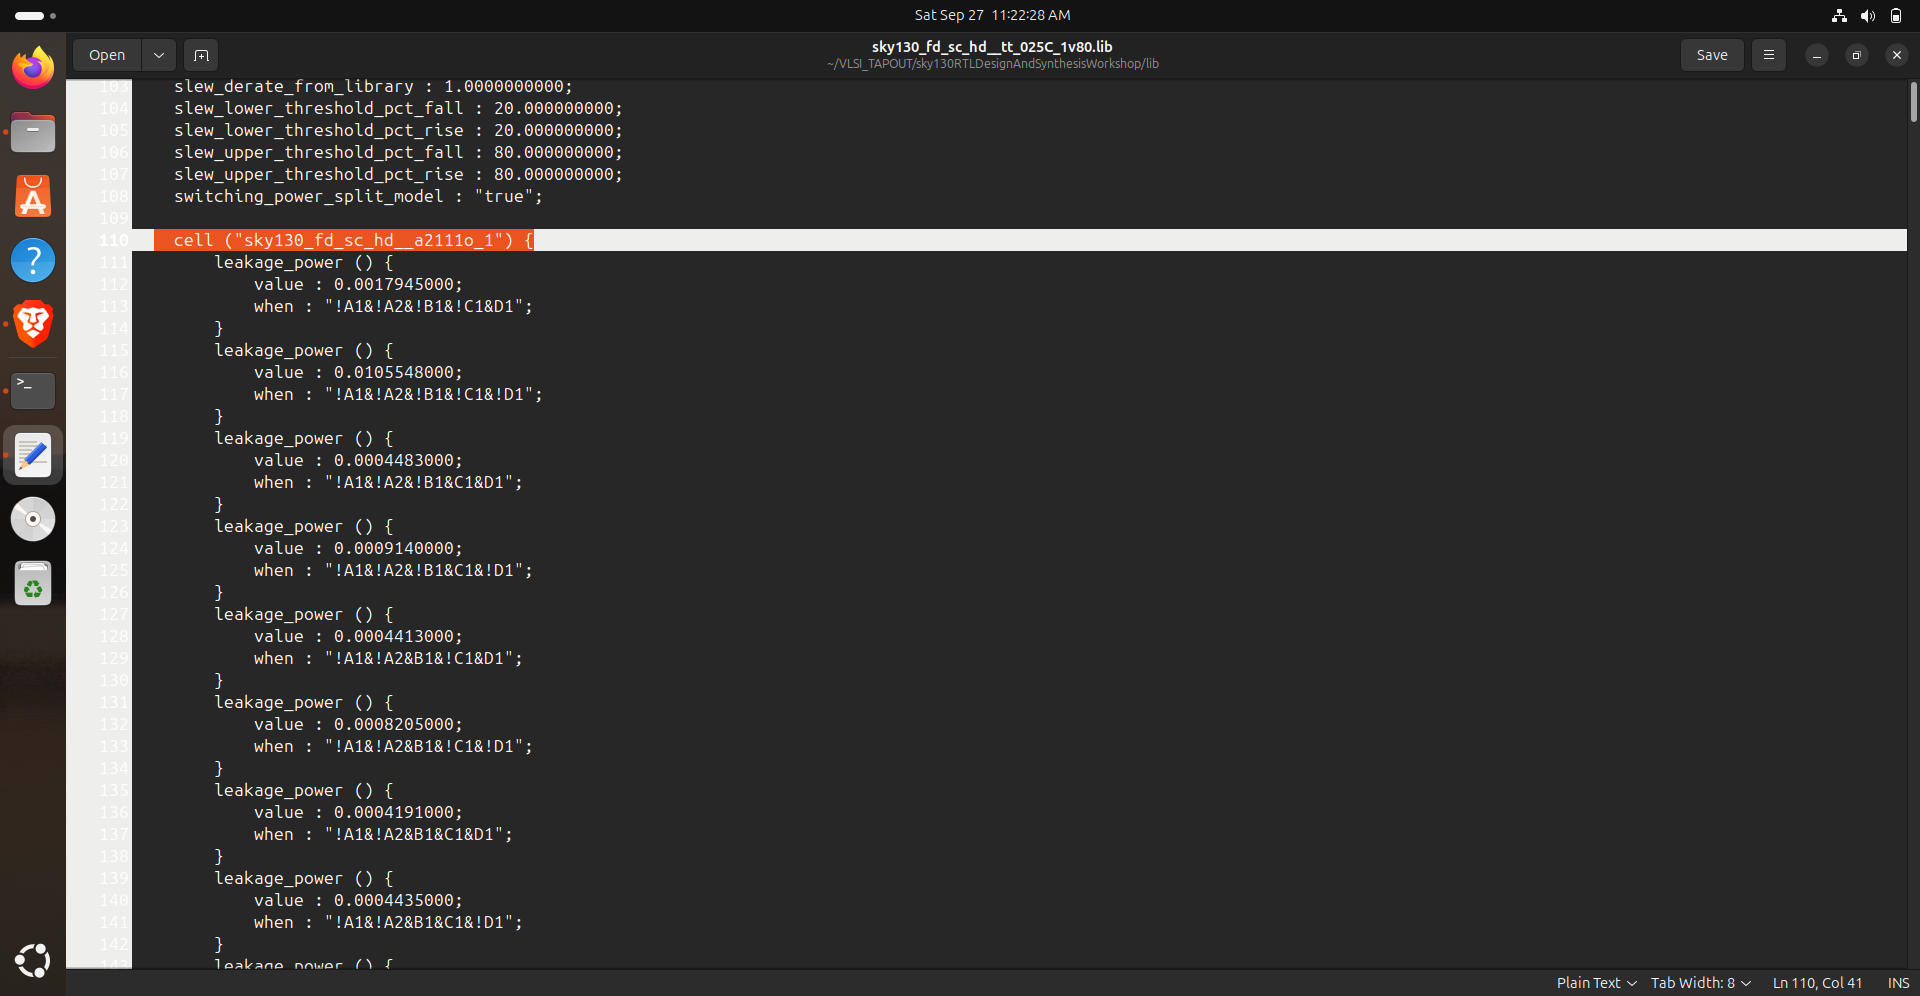 Sat Sep 27 11:22:28 AM
Open
sky130_fd_sc_hd__tt_025C_1v80.lib
~/VLSI_TAPOUT/sky130RTLDesignAndSynthesisWorkshop/lib
Save
103 slew_derate_from_library : 1.0000000000;
104 slew_lower_threshold_pct_fall : 20.000000000;
105 slew_lower_threshold_pct_rise : 20.000000000;
106 slew_upper_threshold_pct_fall : 80.000000000;
107 slew_upper_threshold_pct_rise : 80.000000000;
108 switching_power_split_model : "true";
109
110 cell ("sky130_fd_sc_hd__a2111o_1") {
111 leakage_power () {
112 value : 0.0017945000;
113 when : "!A1&!A2&!B1&!C1&D1";
114 }
115 leakage_power () {
116 value : 0.0105548000;
117 when : "!A1&!A2&!B1&!C1&!D1";
118 }
119 leakage_power () {
120 value : 0.0004483000;
121 when : "!A1&!A2&!B1&C1&D1";
122 }
123 leakage_power () {
124 value : 0.0009140000;
125 when : "!A1&!A2&!B1&C1&!D1";
126 }
127 leakage_power () {
128 value : 0.0004413000;
129 when : "!A1&!A2&B1&!C1&D1";
130 }
131 leakage_power () {
132 value : 0.0008205000;
133 when : "!A1&!A2&B1&!C1&!D1";
134 }
135 leakage_power () {
136 value : 0.0004191000;
137 when : "!A1&!A2&B1&C1&D1";
138 }
139 leakage_power () {
140 value : 0.0004435000;
141 when : "!A1&!A2&B1&C1&!D1";
142 }
143 leakage_power () {
Plain Text Tab Width: 8 Ln 110, Col 41 INS